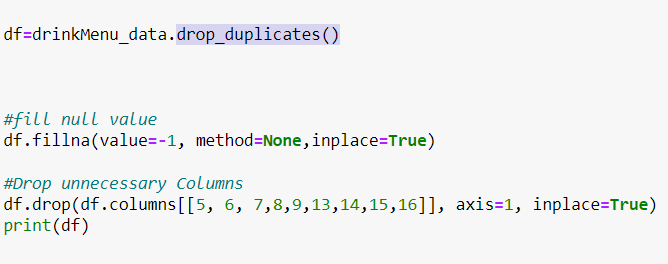 df=drinkMenu_data.drop_duplicates()
#fill null value
df.fillna(value=-1, method=None,inplace=True)
#Drop unnecessary Columns
df.drop(df.columns[[5, 6, 7,8,9,13,14,15,16]], axis=1, inplace=True)
print(df)